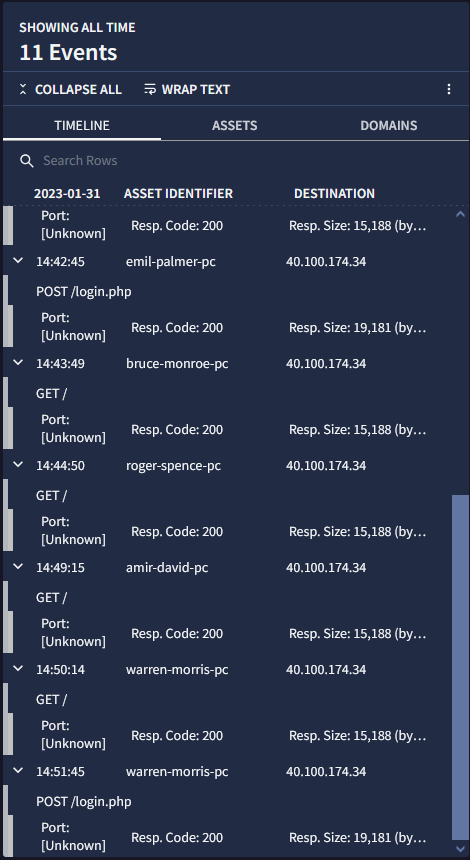 SHOWING ALL TIME
11 Events
COLLAPSE ALL WRAP TEXT
TIMELINE ASSETS DOMAINS
Search Rows
2023-01-31 ASSET IDENTIFIER DESTINATION
Port: [Unknown] Resp. Code: 200 Resp. Size: 15,188 (by…
14:42:45 emil-palmer-pc 40.100.174.34
POST /login.php
Port: [Unknown] Resp. Code: 200 Resp. Size: 19,181 (by…
14:43:49 bruce-monroe-pc 40.100.174.34
GET /
Port: [Unknown] Resp. Code: 200 Resp. Size: 15,188 (by…
14:44:50 roger-spence-pc 40.100.174.34
GET /
Port: [Unknown] Resp. Code: 200 Resp. Size: 15,188 (by…
14:49:15 amir-david-pc 40.100.174.34
GET /
Port: [Unknown] Resp. Code: 200 Resp. Size: 15,188 (by…
14:50:14 warren-morris-pc 40.100.174.34
GET /
Port: [Unknown] Resp. Code: 200 Resp. Size: 15,188 (by…
14:51:45 warren-morris-pc 40.100.174.34
POST /login.php
Port: [Unknown] Resp. Code: 200 Resp. Size: 19,181 (by…